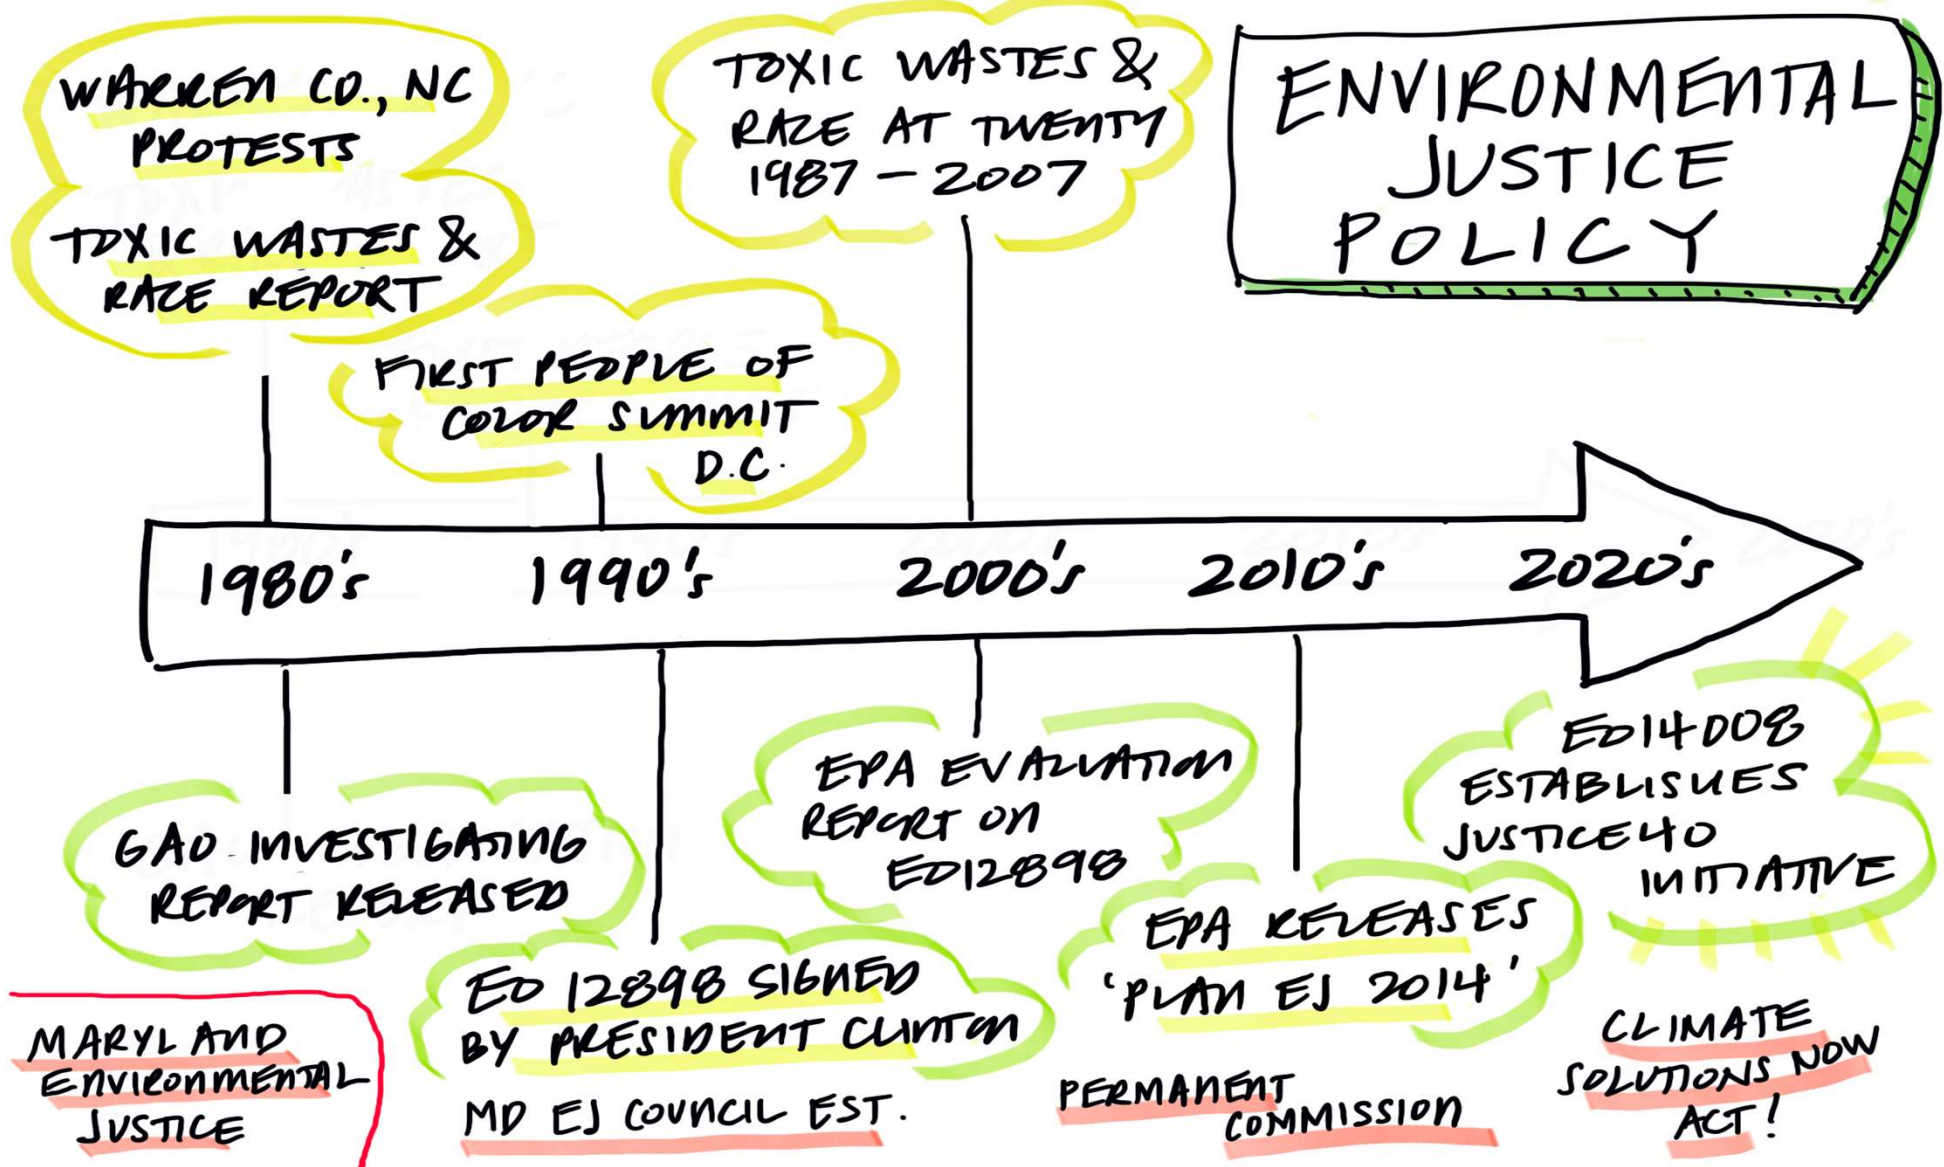 WARREN CO., NC
PROTESTS
TOXIC WASTES &
RACE REPORT
TOXIC WASTES &
RACE AT TWENTY
1987 - 2007
ENVIRONMENTAL
JUSTICE
POLICY
FIRST PEOPLE OF
COLOR SUMMIT
D.C.
1980's
1990's
2000's
2010's
2020's
GAO INVESTIGATING
REPORT RELEASED
EO 12898 SIGNED
BY PRESIDENT CLINTON
EPA EVALUATION
REPORT ON
EO12898
EPA RELEASES
'PLAN EJ 2014'
EO14008
ESTABLISHES
JUSTICE40
INITIATIVE
MARYLAND
ENVIRONMENTAL
JUSTICE
MD EJ COUNCIL EST.
PERMANENT
COMMISSION
CLIMATE
SOLUTIONS NOW
ACT!